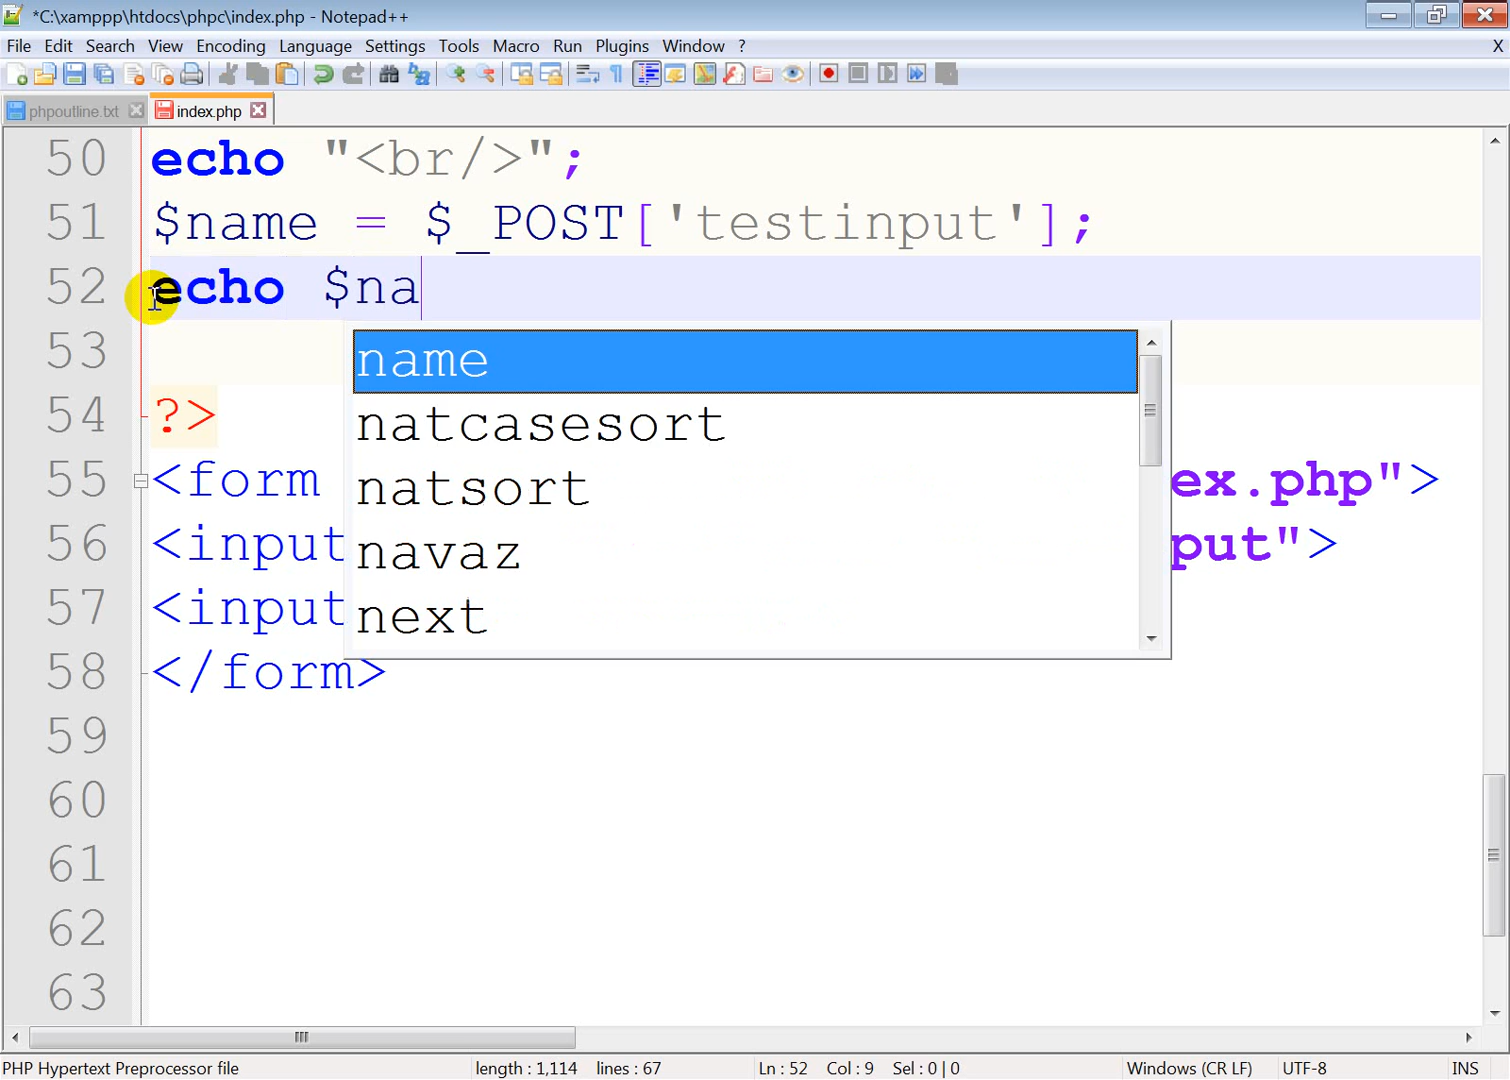 *C:\xamppp\htdocs\phpc\index.php - Notepad++
File Edit Search View Encoding Language Settings Tools Macro Run Plugins Window ? X
phpoutline.txt index.php
50 echo "<br/>";
51 $name = $_POST['testinput'];
52 echo $na
53
name
natcasesort
natsort
navaz
next
54 ?>
55 <form ex.php">
56 <input put">
57 <input
58 </form>
59
60
61
62
63
PHP Hypertext Preprocessor file length : 1,114 lines : 67 Ln : 52 Col : 9 Sel : 0 | 0 Windows (CR LF) UTF-8 INS